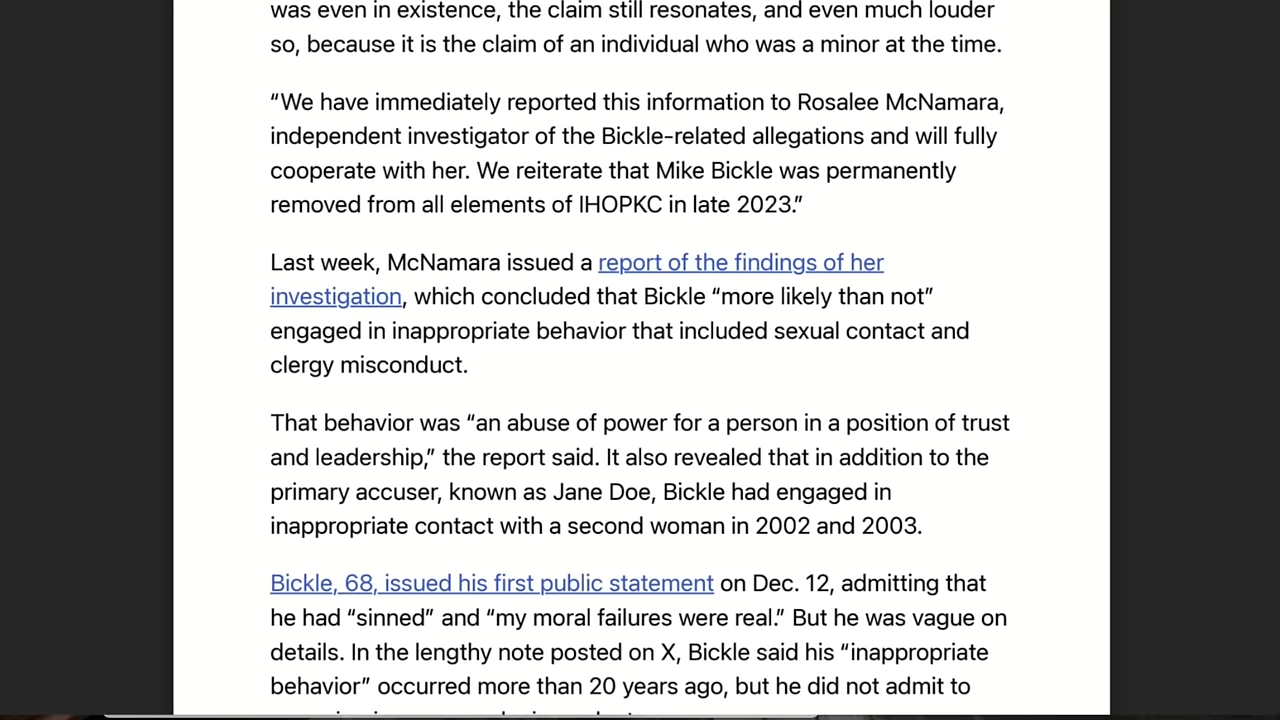 was even in existence, the claim still resonates, and even much louder
so, because it is the claim of an individual who was a minor at the time.
“We have immediately reported this information to Rosalee McNamara,
independent investigator of the Bickle-related allegations and will fully
cooperate with her. We reiterate that Mike Bickle was permanently
removed from all elements of IHOPKC in late 2023.”
Last week, McNamara issued a report of the findings of her
investigation, which concluded that Bickle “more likely than not”
engaged in inappropriate behavior that included sexual contact and
clergy misconduct.
That behavior was “an abuse of power for a person in a position of trust
and leadership,” the report said. It also revealed that in addition to the
primary accuser, known as Jane Doe, Bickle had engaged in
inappropriate contact with a second woman in 2002 and 2003.
Bickle, 68, issued his first public statement on Dec. 12, admitting that
he had “sinned” and “my moral failures were real.” But he was vague on
details. In the lengthy note posted on X, Bickle said his “inappropriate
behavior” occurred more than 20 years ago, but he did not admit to